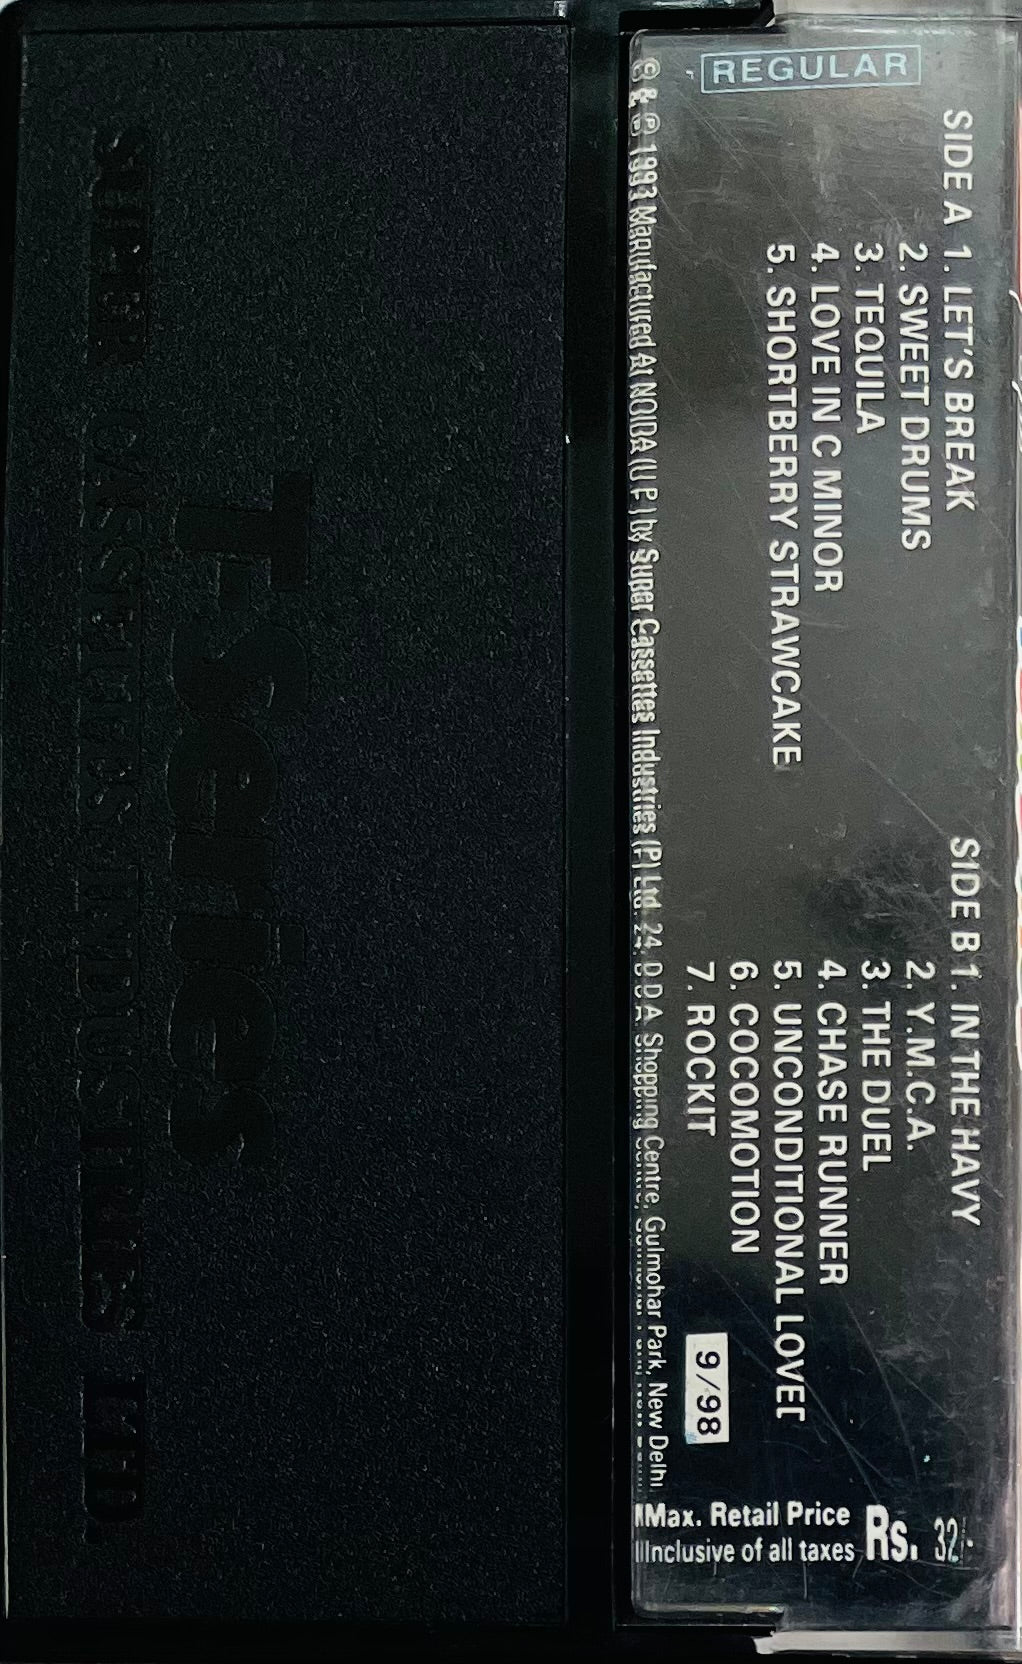 REGULAR
SIDE A 1. LET'S BREAK
2. SWEET DRUMS
3. TEQUILA
4. LOVE IN C MINOR
5. SHORTBERRY STRAWCAKE
SIDE B 1. IN THE HAVY
2. Y.M.C.A.
3. THE DUEL
4. CHASE RUNNER
5. UNCONDITIONAL LOVE
6. COCOMOTION
7. ROCKIT
9/98
© & ℗ 1993 Manufactured At NOIDA (U.P.) by Super Cassettes Industries (P) Ltd. 24, D.D.A. Shopping Centre, Gulmohar Park, New Delhi
Max. Retail Price Rs. 32/-
Inclusive of all taxes
T-Series
SUPER CASSETTES INDUSTRIES LTD